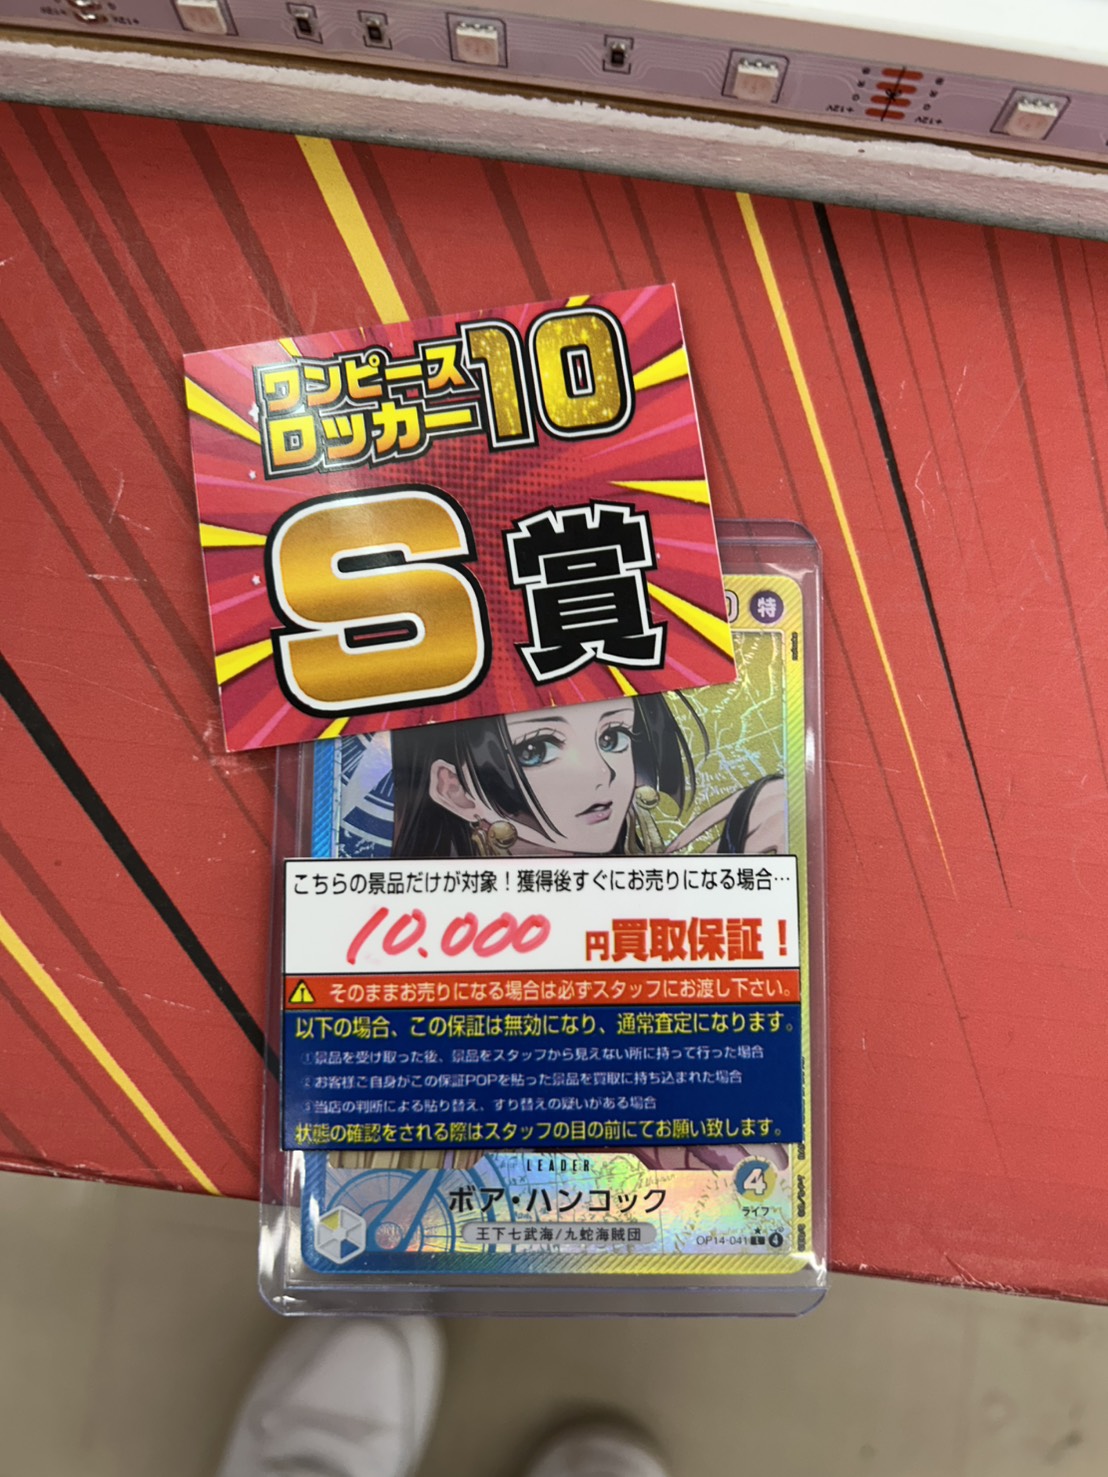 +12V
+12V
+12V
ワンピース
ロッカー10
S賞
特
こちらの景品だけが対象！獲得後すぐにお売りになる場合…
10.000 円買取保証！
そのままお売りになる場合は必ずスタッフにお渡し下さい。
以下の場合、この保証は無効になり、通常査定になります。
①景品を受け取った後、景品をスタッフから見えない所に持って行った場合
②お客様ご自身がこの保証POPを貼った景品を買取に持ち込まれた場合
③当店の判断による貼り替え、すり替えの疑いがある場合
状態の確認をされる際はスタッフの目の前にてお願い致します。
LEADER
ボア・ハンコック
王下七武海/九蛇海賊団
4
ライフ
OP14-041 L 4